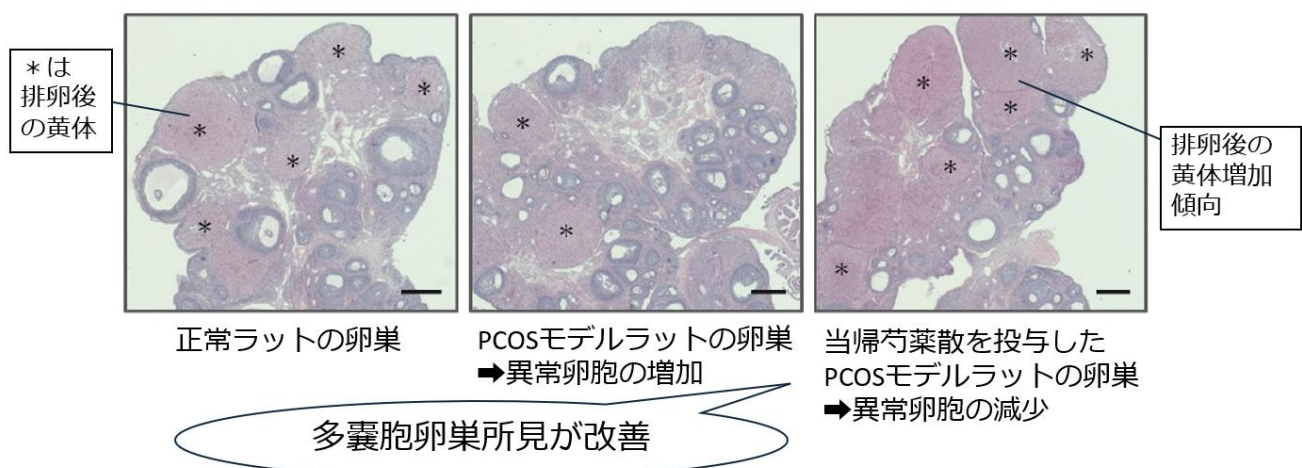 ＊は
排卵後
の黄体
＊
＊
＊
＊
＊
＊
＊
＊
＊
＊
＊
＊
＊
排卵後の
黄体増加
傾向
正常ラットの卵巣
PCOSモデルラットの卵巣
➡異常卵胞の増加
当帰芍薬散を投与した
PCOSモデルラットの卵巣
➡異常卵胞の減少
多嚢胞卵巣所見が改善